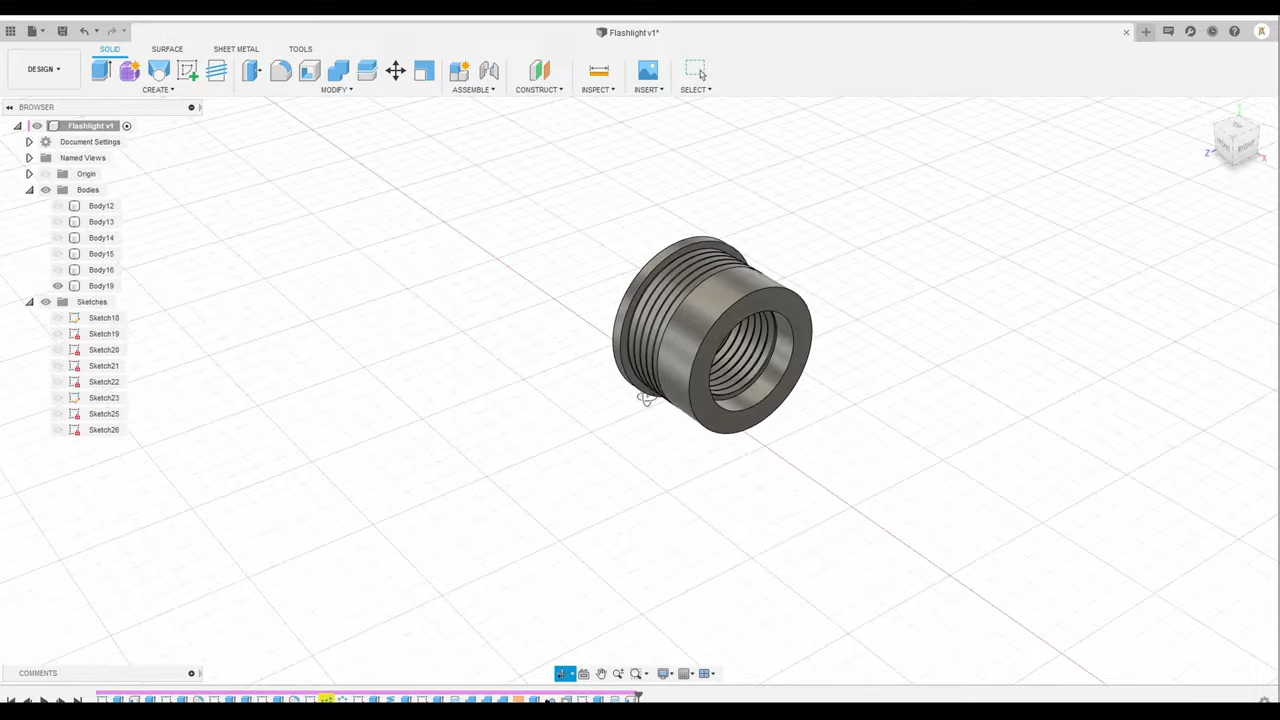 Flashlight v1*
SOLID SURFACE SHEET METAL TOOLS
DESIGN
CREATE MODIFY ASSEMBLE CONSTRUCT INSPECT INSERT SELECT
BROWSER
Flashlight v1
Document Settings
Named Views
Origin
Bodies
Body12
Body13
Body14
Body15
Body16
Body19
Sketches
Sketch18
Sketch19
Sketch20
Sketch21
Sketch22
Sketch23
Sketch25
Sketch26
COMMENTS
RIGHT
Z
X